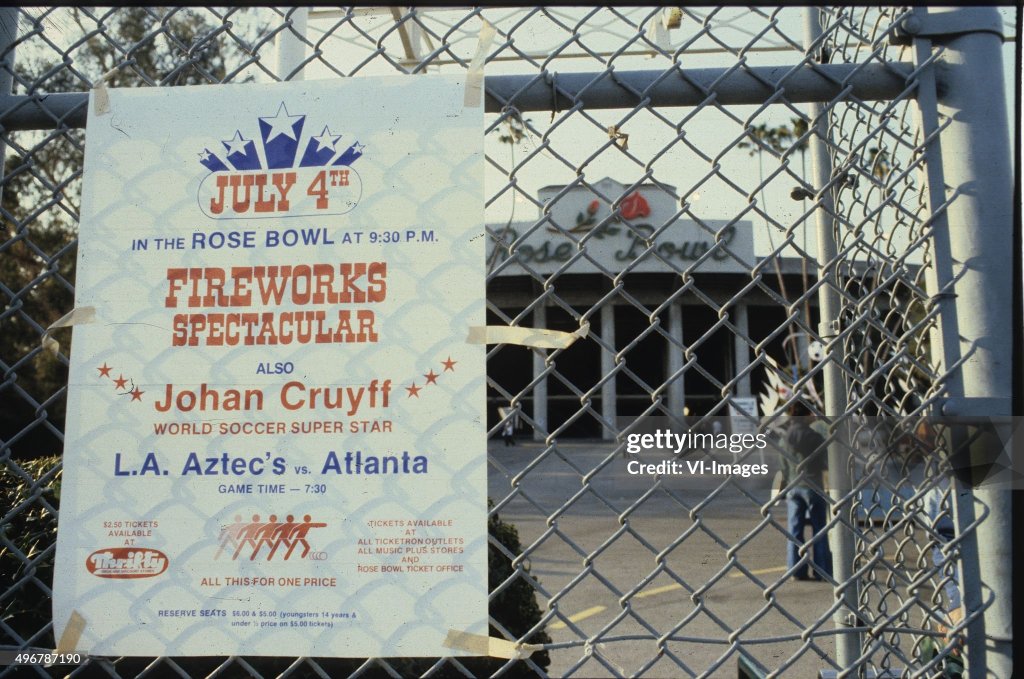 JULY 4TH
IN THE ROSE BOWL AT 9:30 P.M.
FIREWORKS
SPECTACULAR
ALSO
Johan Cruyff
WORLD SOCCER SUPER STAR
L.A. Aztec's vs. Atlanta
GAME TIME — 7:30
$2.50 TICKETS
AVAILABLE
AT
Thrifty
ALL THIS FOR ONE PRICE
TICKETS AVAILABLE AT
ALL TICKETRON OUTLETS
ALL MUSIC PLUS STORES
AND
ROSE BOWL TICKET OFFICE
RESERVE SEATS $6.00 & $5.00 (youngsters 14 years &
under ½ price on $5.00 tickets)
Rose Bowl
gettyimages
Credit: VI-Images
496787190